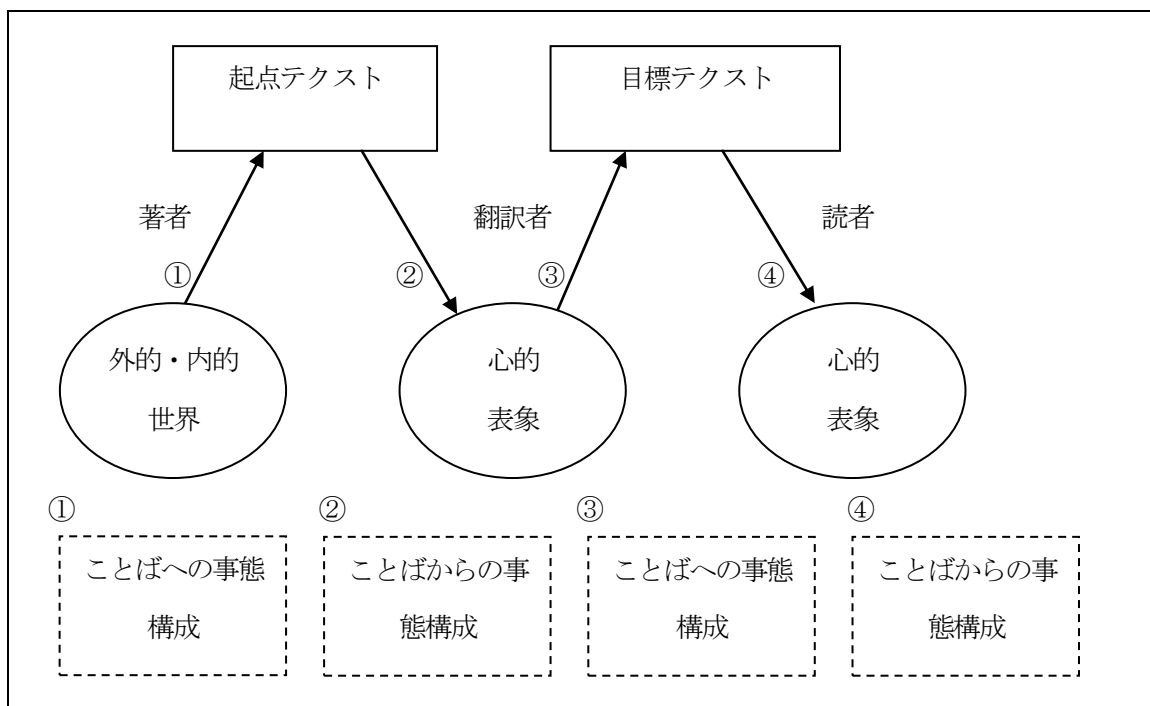 起点テクスト
目標テクスト
著者
翻訳者
読者
①
②
③
④
外的・内的
世界
心的
表象
心的
表象
①
②
③
④
ことばへの事態
構成
ことばからの事
態構成
ことばへの事態
構成
ことばからの事
態構成